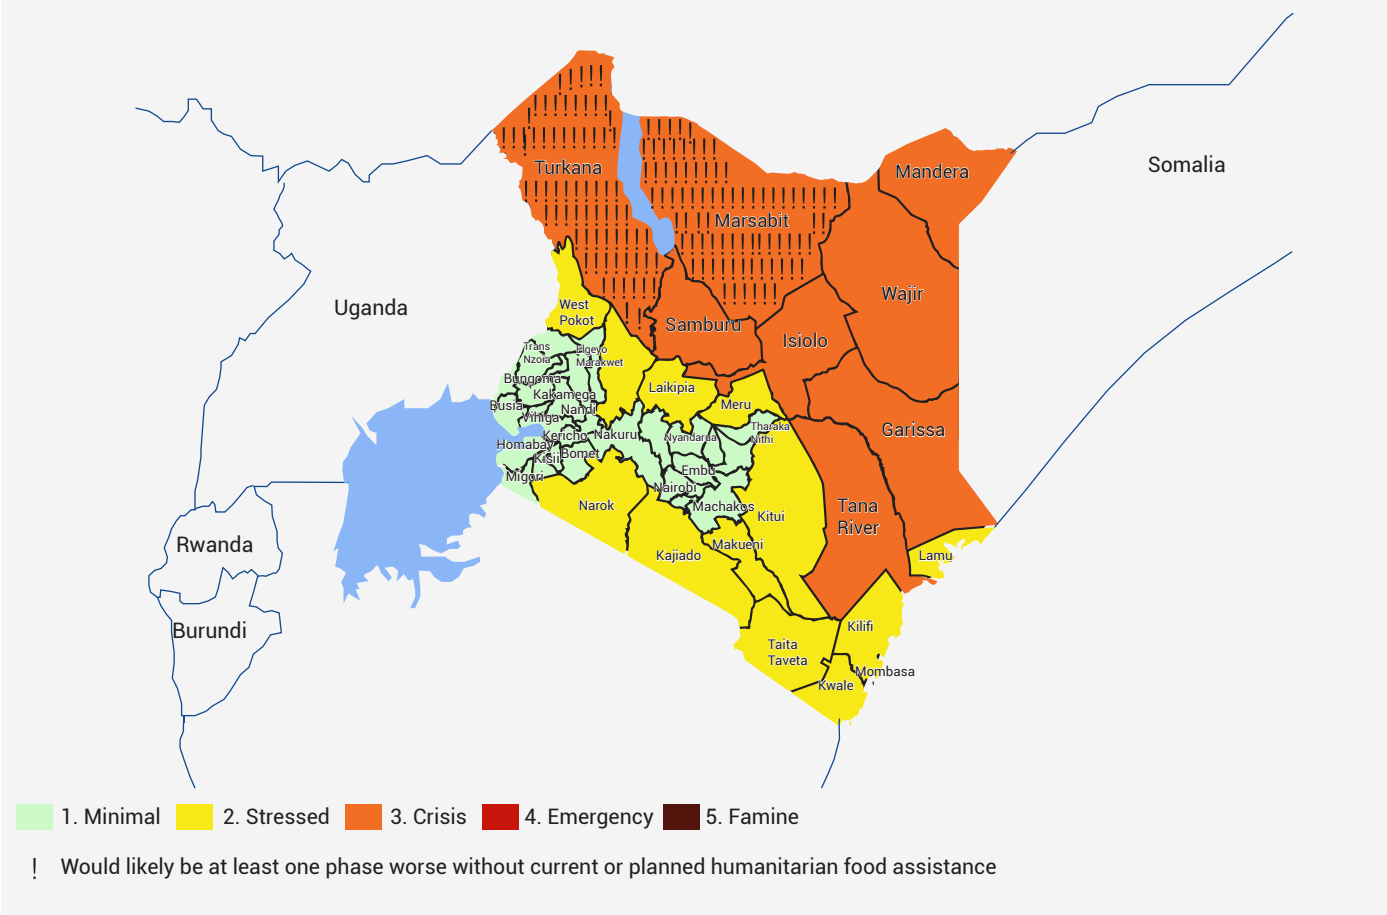 Turkana
Mandera
Somalia
Marsabit
Wajir
Uganda
West
Pokot
Samburu
Isiolo
Trans
Nzoia
Elgeyo
Marakwet
Bungoma
Laikipia
Kakamega
Busia
Nandi
Meru
Vihiga
Kericho
Nakuru
Nyandarua
Tharaka
Nithi
Garissa
Homabay
Kisii
Bomet
Migori
Embu
Nairobi
Narok
Machakos
Kitui
Tana
River
Rwanda
Kajiado
Makueni
Lamu
Burundi
Kilifi
Taita
Taveta
Mombasa
Kwale
1. Minimal
2. Stressed
3. Crisis
4. Emergency
5. Famine
! Would likely be at least one phase worse without current or planned humanitarian food assistance